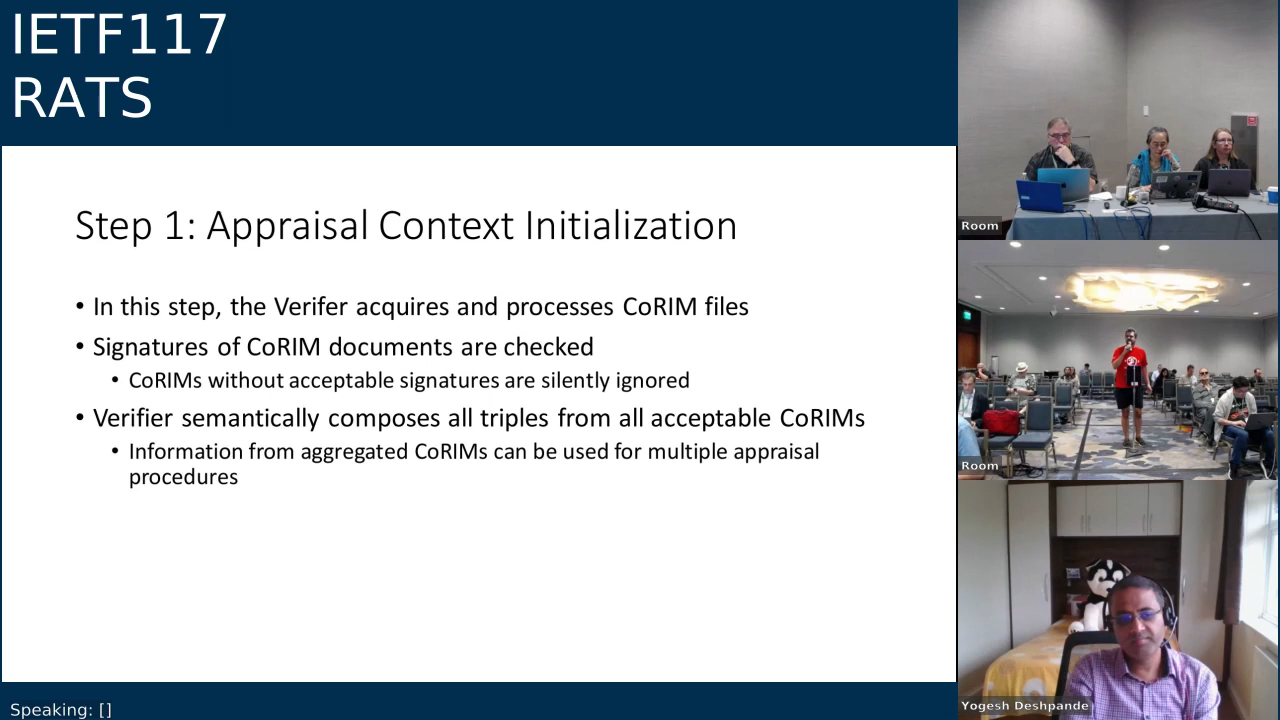 IETF117
RATS
Step 1: Appraisal Context Initialization
• In this step, the Verifer acquires and processes CoRIM files
• Signatures of CoRIM documents are checked
• CoRIMs without acceptable signatures are silently ignored
• Verifier semantically composes all triples from all acceptable CoRIMs
• Information from aggregated CoRIMs can be used for multiple appraisal
procedures
Speaking: []
Room
Room
Yogesh Deshpande